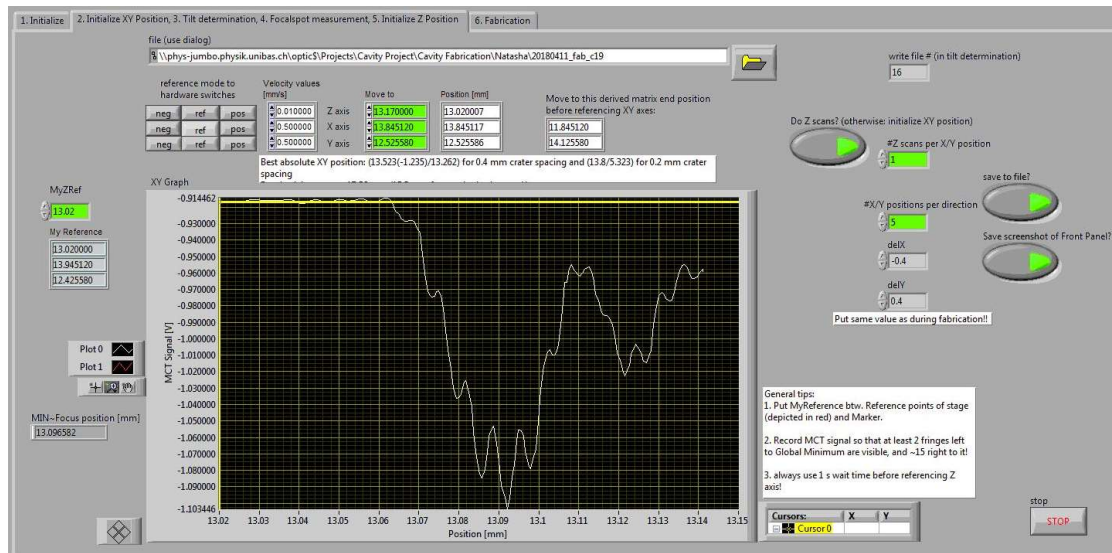 1. Initialize
2. Initialize XY Position, 3. Tilt determination, 4. Focalspot measurement, 5. Initialize Z Position
6. Fabrication
file (use dialog)
\\phys-jumbo.physik.unibas.ch\optic$\Projects\Cavity Project\Cavity Fabrication\Natasha\20180411_fab_c19
write file # (in tilt determination)
16
reference mode to
hardware switches
neg ref pos
neg ref pos
neg ref pos
Velocity values
[mm/s]
0.010000
0.500000
0.500000
Move to
Position [mm]
Z axis 13.170000 13.020007
X axis 13.845120 13.845117
Y axis 12.525580 12.525586
Move to this derived matrix end position
before referencing XY axes:
11.845120
14.125580
Best absolute XY position: (13.523(-1.235)/13.262) for 0.4 mm crater spacing and (13.8/5.323) for 0.2 mm crater
spacing
Do Z scans? (otherwise: initialize XY position)
#Z scans per X/Y position
1
save to file?
#X/Y positions per direction
5
Save screenshot of Front Panel?
delX
-0.4
delY
0.4
Put same value as during fabrication!!
MyZRef
13.02
My Reference
13.020000
13.945120
12.425580
Plot 0
Plot 1
MIN~Focus position [mm]
13.096582
XY Graph
MCT Signal [V]
-0.914462
-0.930000
-0.940000
-0.950000
-0.960000
-0.970000
-0.980000
-0.990000
-1.000000
-1.010000
-1.020000
-1.030000
-1.040000
-1.050000
-1.060000
-1.070000
-1.080000
-1.090000
-1.103446
13.02 13.03 13.04 13.05 13.06 13.07 13.08 13.09 13.1 13.11 13.12 13.13 13.14 13.15
Position [mm]
General tips:
1. Put MyReference btw. Reference points of stage
(depicted in red) and Marker.
2. Record MCT signal so that at least 2 fringes left
to Global Minimum are visible, and ~15 right to it!
3. always use 1 s wait time before referencing Z
axis!
Cursors: X Y
Cursor 0
stop
STOP